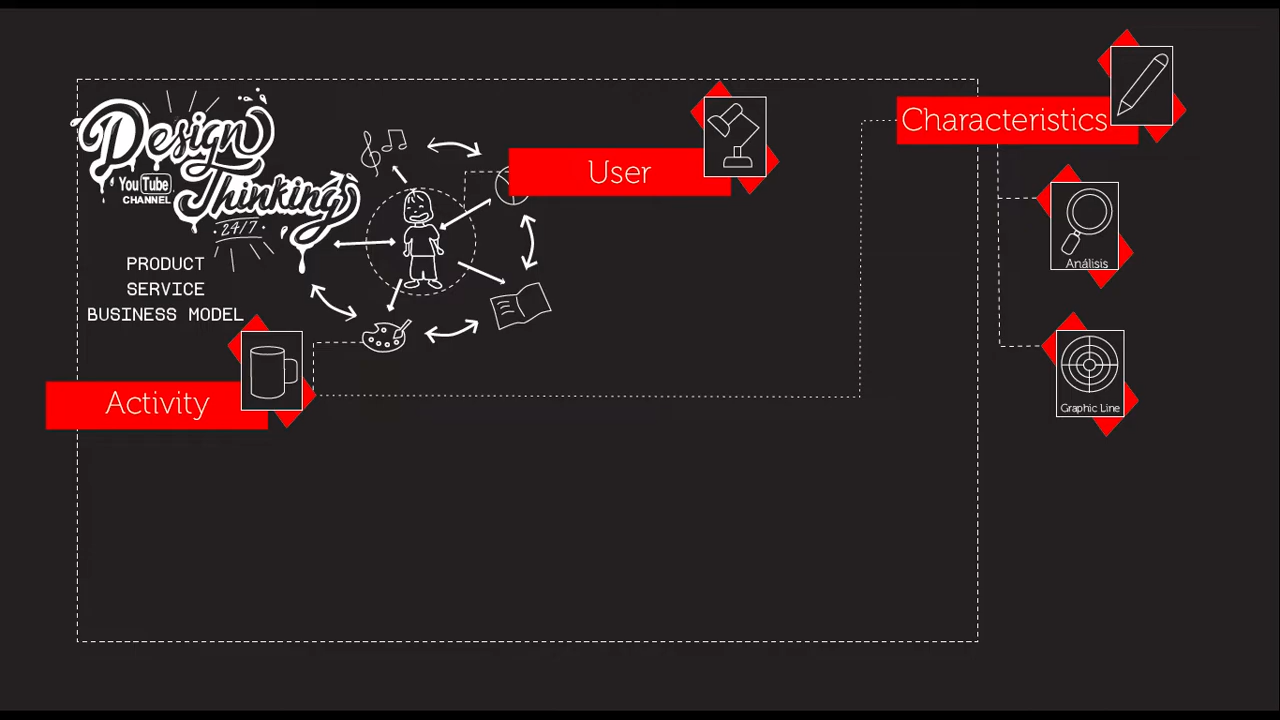 Design
Thinking
YouTube
CHANNEL
24/7
PRODUCT
SERVICE
BUSINESS MODEL
User
Activity
Characteristics
Análisis
Graphic Line